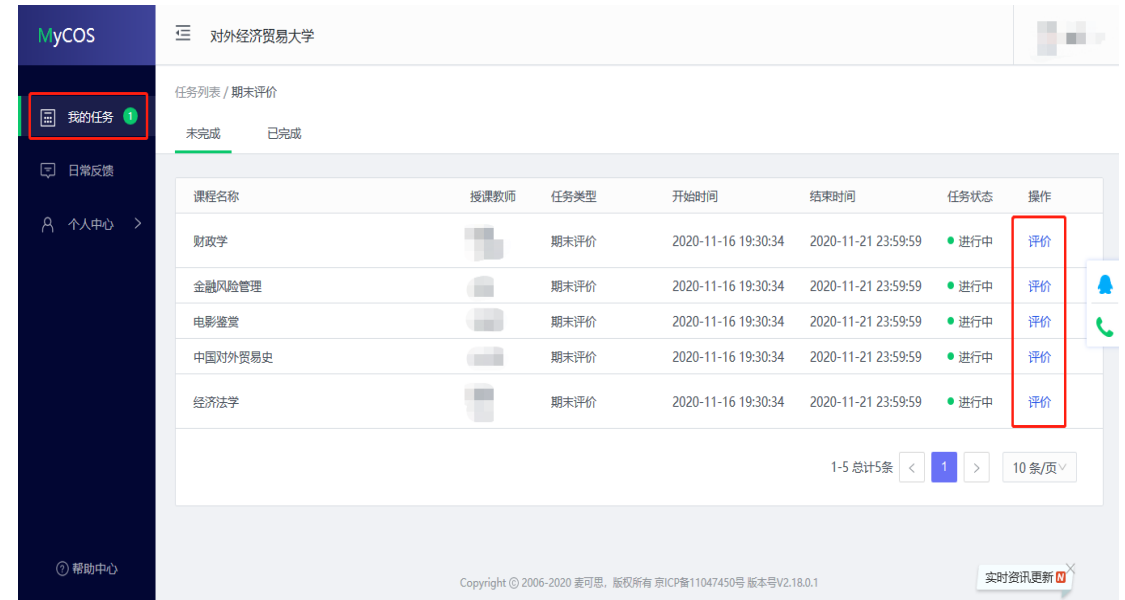 MyCOS
对外经济贸易大学
我的任务 1
日常反馈
个人中心
帮助中心
任务列表 / 期末评价
未完成 已完成
课程名称 授课教师 任务类型 开始时间 结束时间 任务状态 操作
财政学 期末评价 2020-11-16 19:30:34 2020-11-21 23:59:59 进行中 评价
金融风险管理 期末评价 2020-11-16 19:30:34 2020-11-21 23:59:59 进行中 评价
电影鉴赏 期末评价 2020-11-16 19:30:34 2020-11-21 23:59:59 进行中 评价
中国对外贸易史 期末评价 2020-11-16 19:30:34 2020-11-21 23:59:59 进行中 评价
经济法学 期末评价 2020-11-16 19:30:34 2020-11-21 23:59:59 进行中 评价
1-5 总计5条 < 1 > 10 条/页
Copyright © 2006-2020 麦可思，版权所有 京ICP备11047450号 版本号V2.18.0.1
实时资讯更新 N